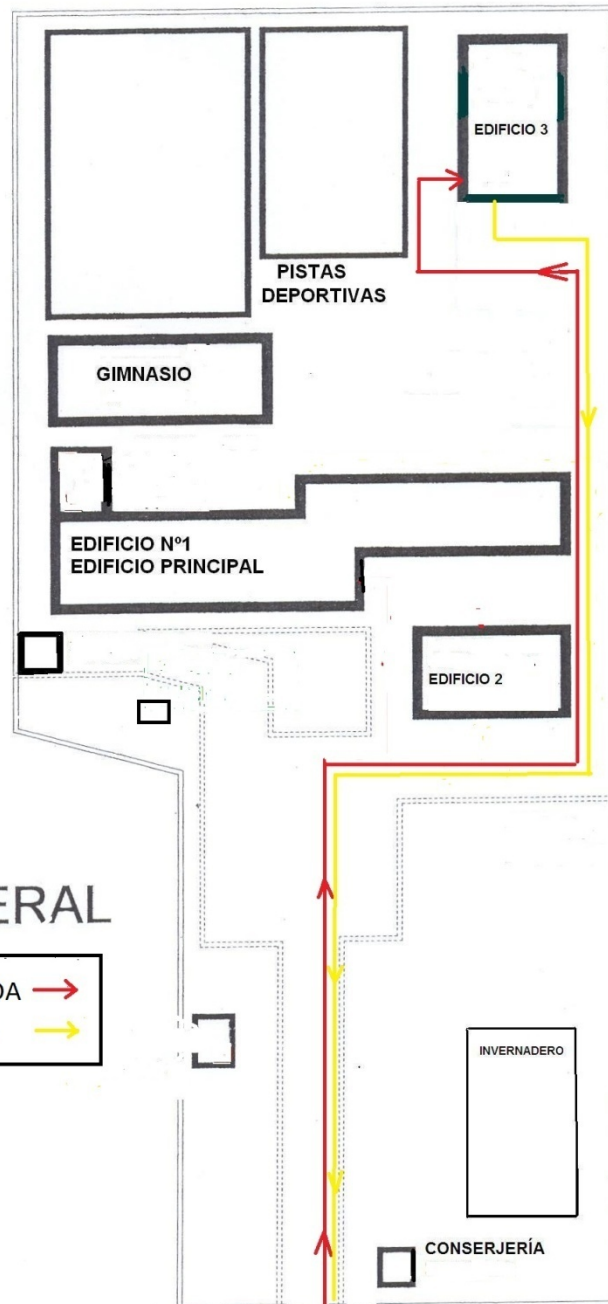 EDIFICIO 3
PISTAS
DEPORTIVAS
GIMNASIO
EDIFICIO Nº1
EDIFICIO PRINCIPAL
EDIFICIO 2
ERAL
DA
INVERNADERO
CONSERJERÍA